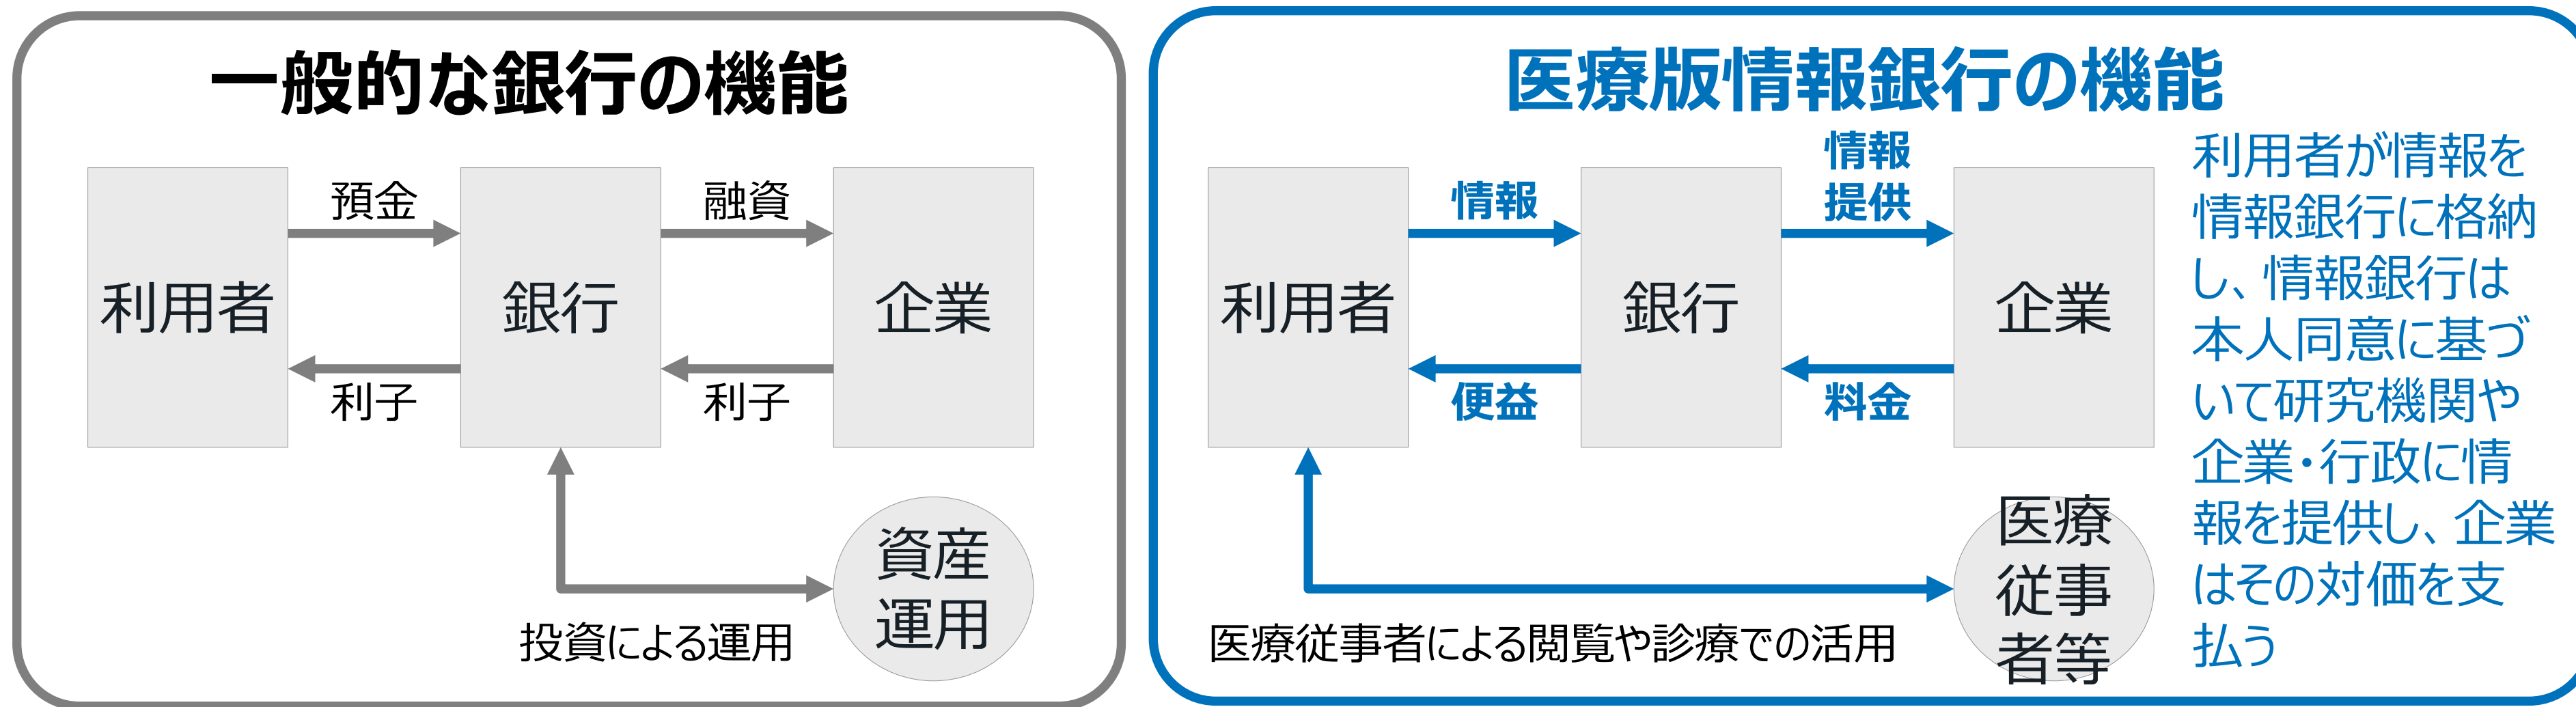 一般的な銀行の機能
預金
融資
利用者
銀行
企業
利子
利子
資産
運用
投資による運用
医療版情報銀行の機能
情報
情報
提供
利用者
銀行
企業
便益
料金
医療
従事
者等
医療従事者による閲覧や診療での活用
利用者が情報を
情報銀行に格納
し、情報銀行は
本人同意に基づ
いて研究機関や
企業・行政に情
報を提供し、企業
はその対価を支
払う